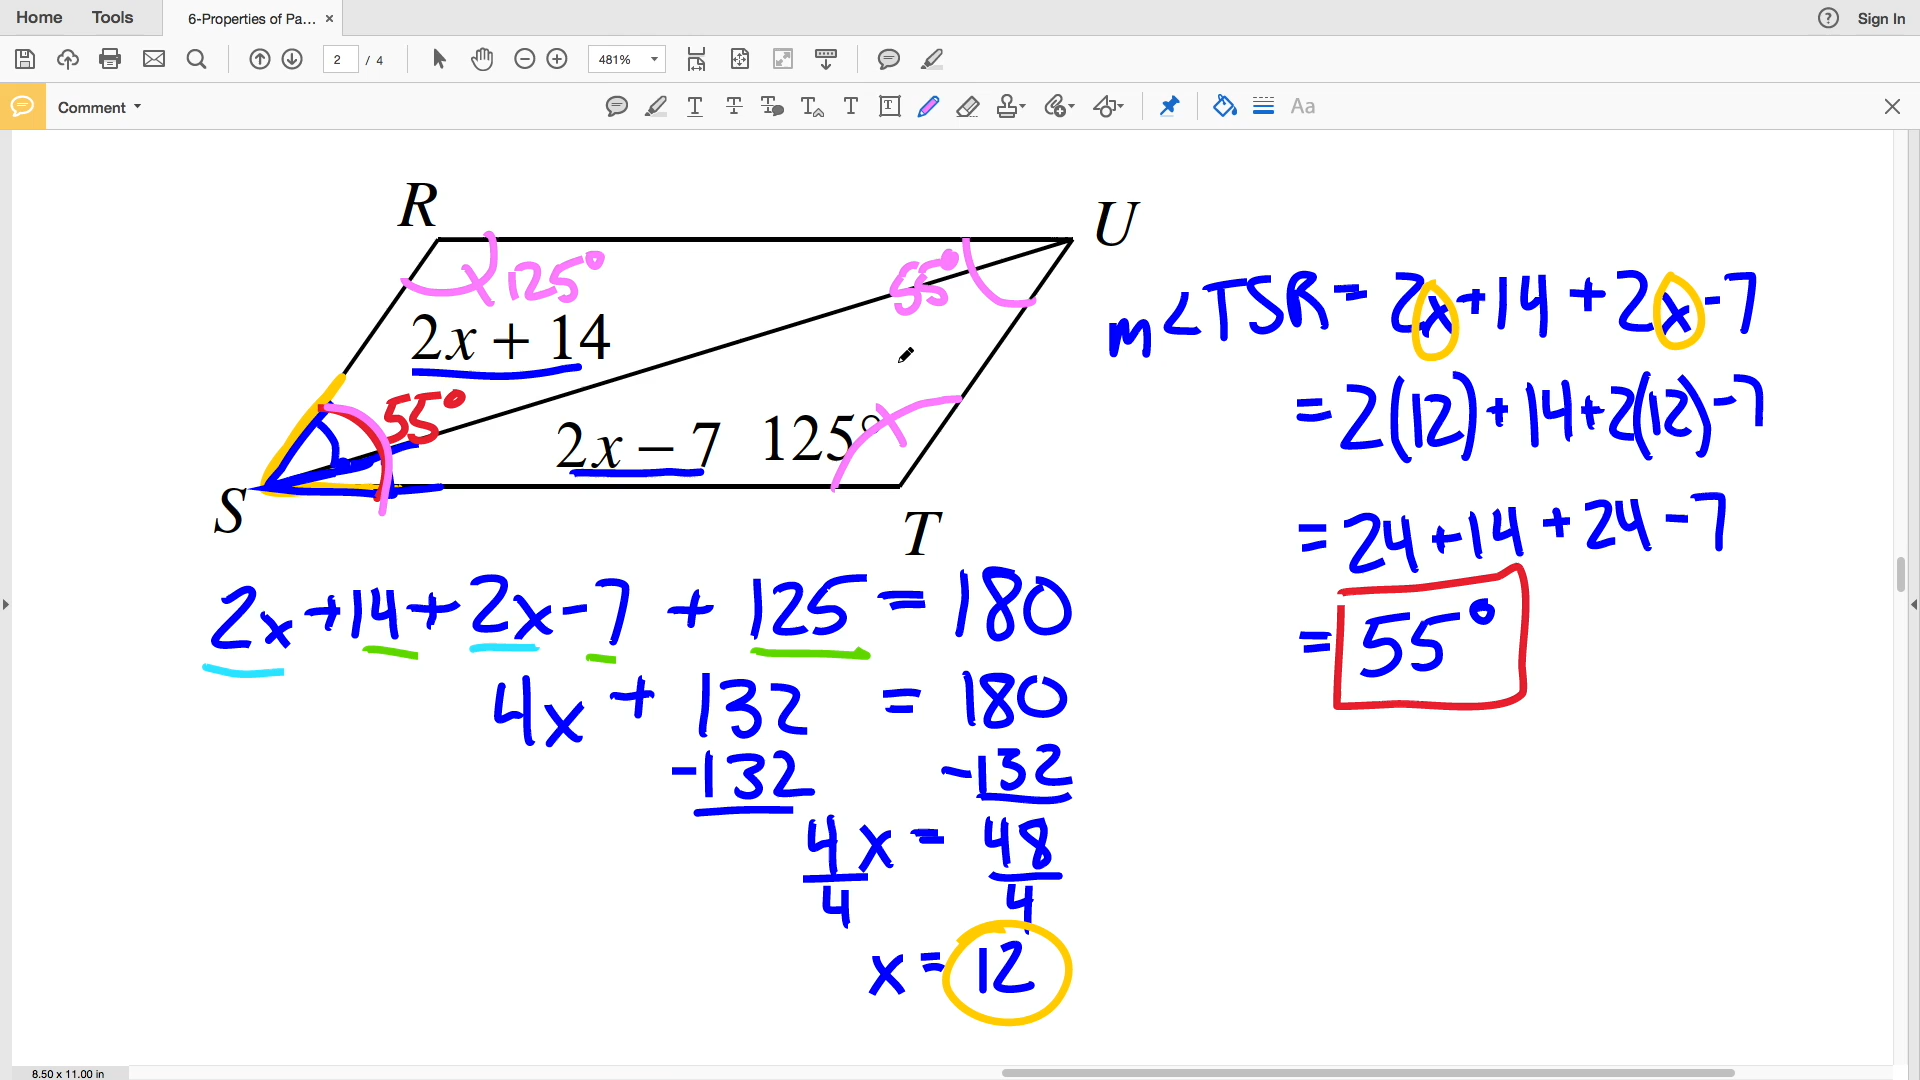 Home Tools 6-Properties of Pa... × ? Sign In
2 / 4 481%
Comment Aa
R
U
125°
55°
2x + 14
55°
2x − 7 125°
S
T
m∠TSR = 2x+14 + 2x-7
= 2(12) + 14+2(12)-7
= 24+14 + 24-7
= 55°
2x+14+2x-7 + 125 = 180
4x + 132 = 180
-132 -132
4x = 48
4 4
x = 12
8.50 x 11.00 in